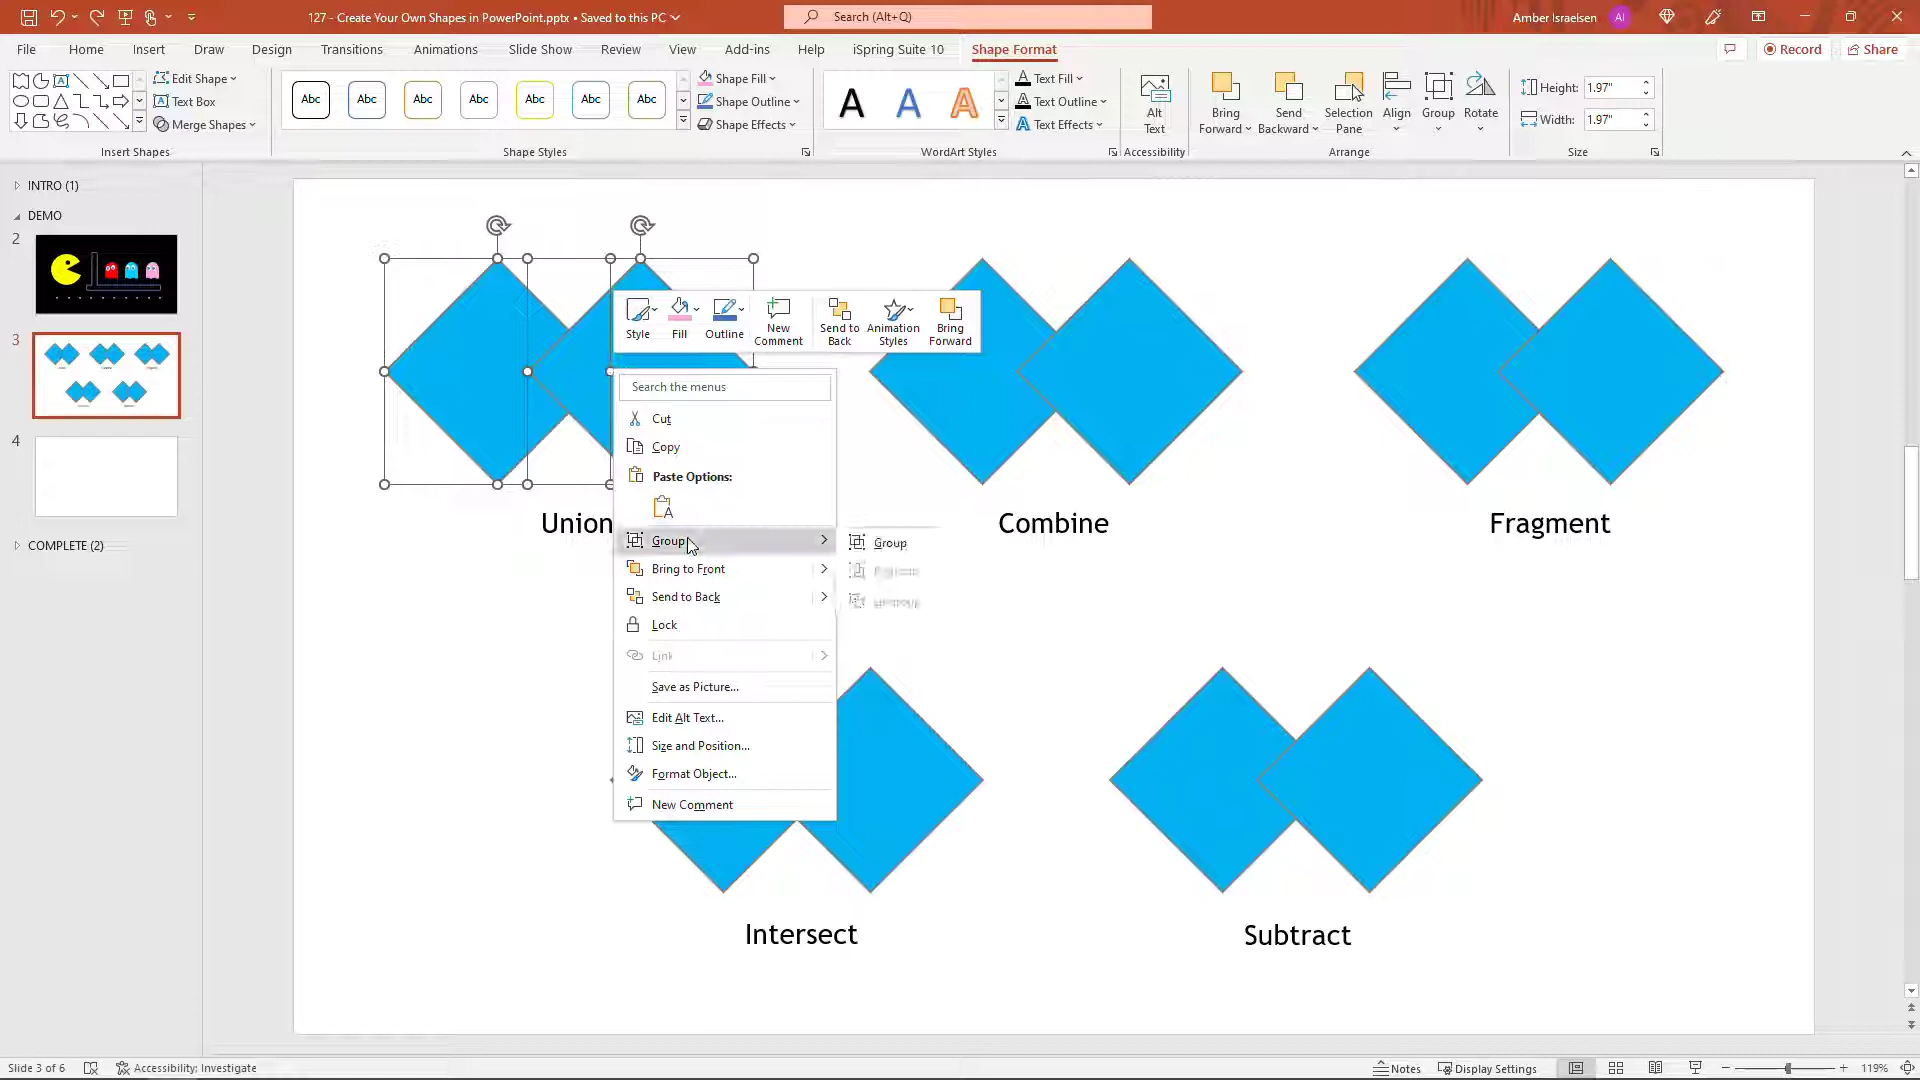 127 - Create Your Own Shapes in PowerPoint.pptx • Saved to this PC
Search (Alt+Q)
Amber Israelsen
AI
File
Home
Insert
Draw
Design
Transitions
Animations
Slide Show
Review
View
Add-ins
Help
iSpring Suite 10
Shape Format
Record
Share
Edit Shape
Text Box
Merge Shapes
Insert Shapes
Abc
Abc
Abc
Abc
Abc
Abc
Abc
Shape Fill
Shape Outline
Shape Effects
Shape Styles
A
A
A
Text Fill
Text Outline
Text Effects
WordArt Styles
Alt
Text
Accessibility
Bring
Forward
Send
Backward
Selection
Pane
Align
Group
Rotate
Arrange
Height:
1.97"
Width:
1.97"
Size
INTRO (1)
DEMO
2
3
4
COMPLETE (2)
Style
Fill
Outline
New
Comment
Send to
Back
Animation
Styles
Bring
Forward
Search the menus
Cut
Copy
Paste Options:
Group
Bring to Front
Send to Back
Lock
Link
Save as Picture...
Edit Alt Text...
Size and Position...
Format Object...
New Comment
Group
Union
Combine
Fragment
Intersect
Subtract
Slide 3 of 6
Accessibility: Investigate
Notes
Display Settings
119%